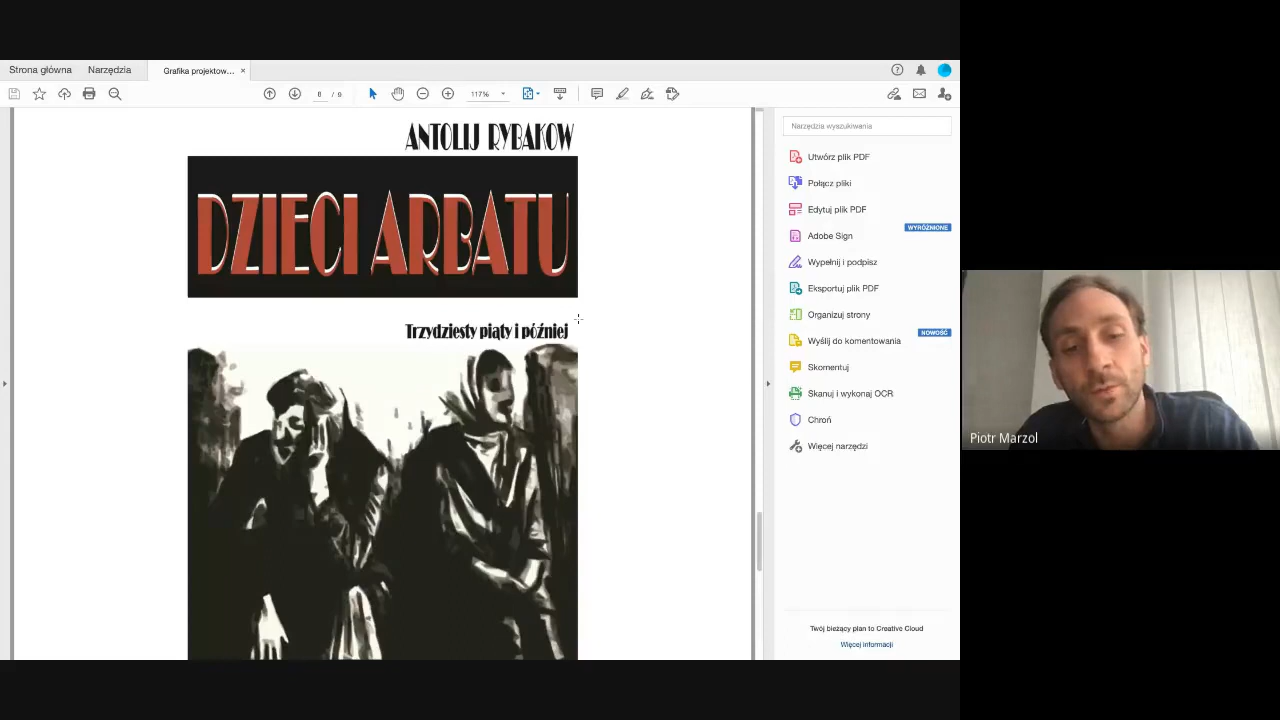 Strona główna Narzędzia Grafika projektow... ×
8 / 9 117%
ANTOLIJ RYBAKOW
DZIECI ARBATU
Trzydziesty piąty i później
Narzędzia wyszukiwania
Utwórz plik PDF
Połącz pliki
Edytuj plik PDF
WYRÓŻNIONE
Adobe Sign
Wypełnij i podpisz
Eksportuj plik PDF
Organizuj strony
NOWOŚĆ
Wyślij do komentowania
Skomentuj
Skanuj i wykonaj OCR
Chroń
Więcej narzędzi
Twój bieżący plan to Creative Cloud
Więcej informacji
Piotr Marzol